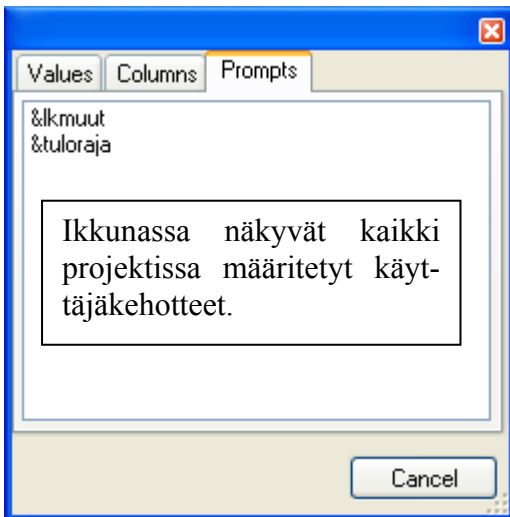 Values Columns Prompts
&lkmuut
&tuloraja
Ikkunassa näkyvät kaikki
projektissa määritetyt käyt-
täjäkehotteet.
Cancel